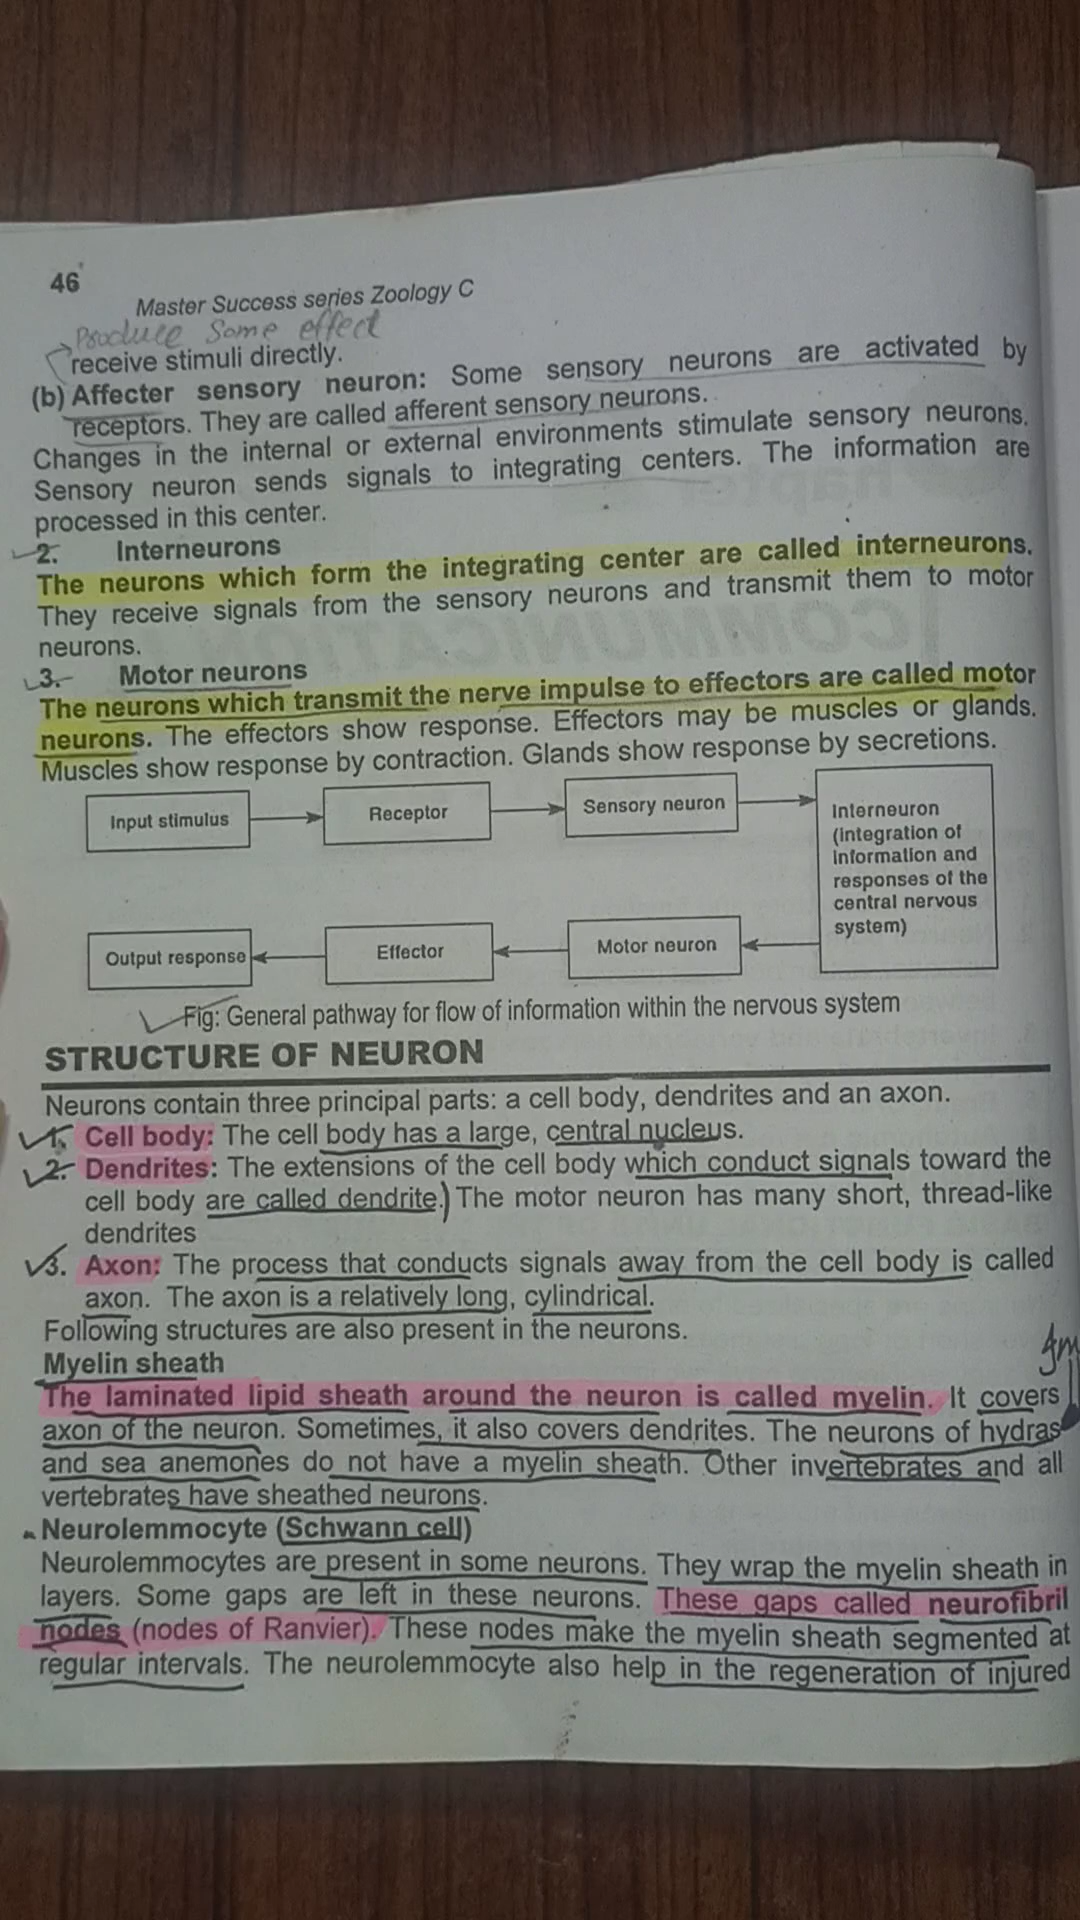 46
Master Success series Zoology C
Produce Some effect
receive stimuli directly.
(b) Affecter sensory neuron: Some sensory neurons are activated by
receptors. They are called afferent sensory neurons.
Changes in the internal or external environments stimulate sensory neurons.
Sensory neuron sends signals to integrating centers. The information are
processed in this center.
2. Interneurons
The neurons which form the integrating center are called interneurons.
They receive signals from the sensory neurons and transmit them to motor
neurons.
3. Motor neurons
The neurons which transmit the nerve impulse to effectors are called motor
neurons. The effectors show response. Effectors may be muscles or glands.
Muscles show response by contraction. Glands show response by secretions.
Input stimulus
Receptor
Sensory neuron
Interneuron
(integration of
information and
responses of the
central nervous
system)
Output response
Effector
Motor neuron
Fig: General pathway for flow of information within the nervous system
STRUCTURE OF NEURON
Neurons contain three principal parts: a cell body, dendrites and an axon.
1. Cell body: The cell body has a large, central nucleus.
2. Dendrites: The extensions of the cell body which conduct signals toward the
cell body are called dendrite.) The motor neuron has many short, thread-like
dendrites
3. Axon: The process that conducts signals away from the cell body is called
axon. The axon is a relatively long, cylindrical.
Following structures are also present in the neurons.
Myelin sheath
The laminated lipid sheath around the neuron is called myelin. It covers
axon of the neuron. Sometimes, it also covers dendrites. The neurons of hydras
and sea anemones do not have a myelin sheath. Other invertebrates and all
vertebrates have sheathed neurons.
Neurolemmocyte (Schwann cell)
Neurolemmocytes are present in some neurons. They wrap the myelin sheath in
layers. Some gaps are left in these neurons. These gaps called neurofibril
nodes (nodes of Ranvier). These nodes make the myelin sheath segmented at
regular intervals. The neurolemmocyte also help in the regeneration of injured